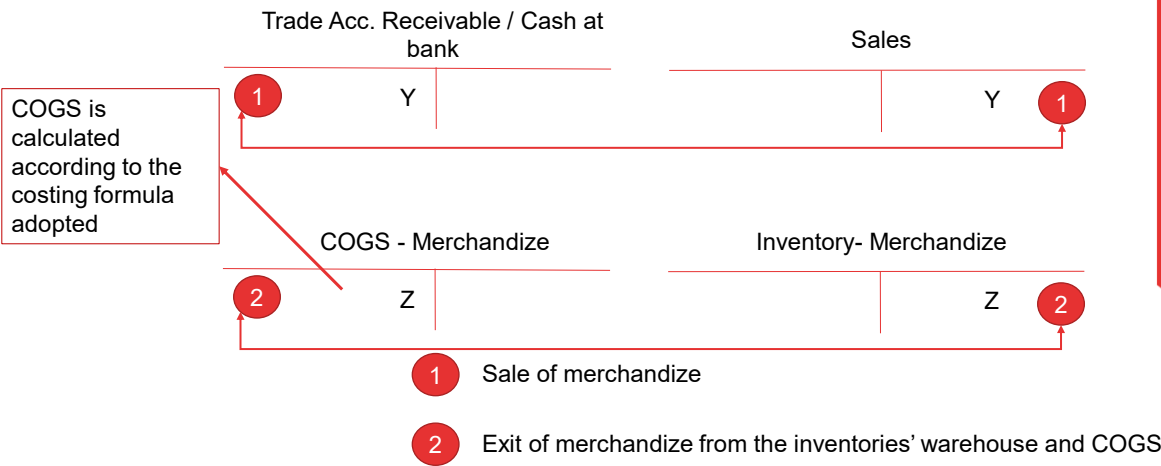 Trade Acc. Receivable / Cash at
bank
Sales
1
Y
Y
1
COGS is
calculated
according to the
costing formula
adopted
COGS - Merchandize
Inventory- Merchandize
2
Z
Z
2
1
Sale of merchandize
2
Exit of merchandize from the inventories’ warehouse and COGS